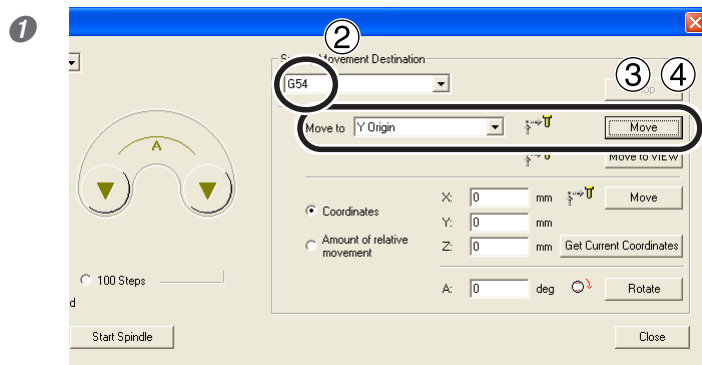 1
2
S Movement Destination
G54
3 4
Move to Y Origin Move
Move to VIEW
A
Coordinates
Amount of relative
movement
X: 0 mm Move
Y: 0 mm
Z: 0 mm Get Current Coordinates
100 Steps
d
A: 0 deg Rotate
Start Spindle Close